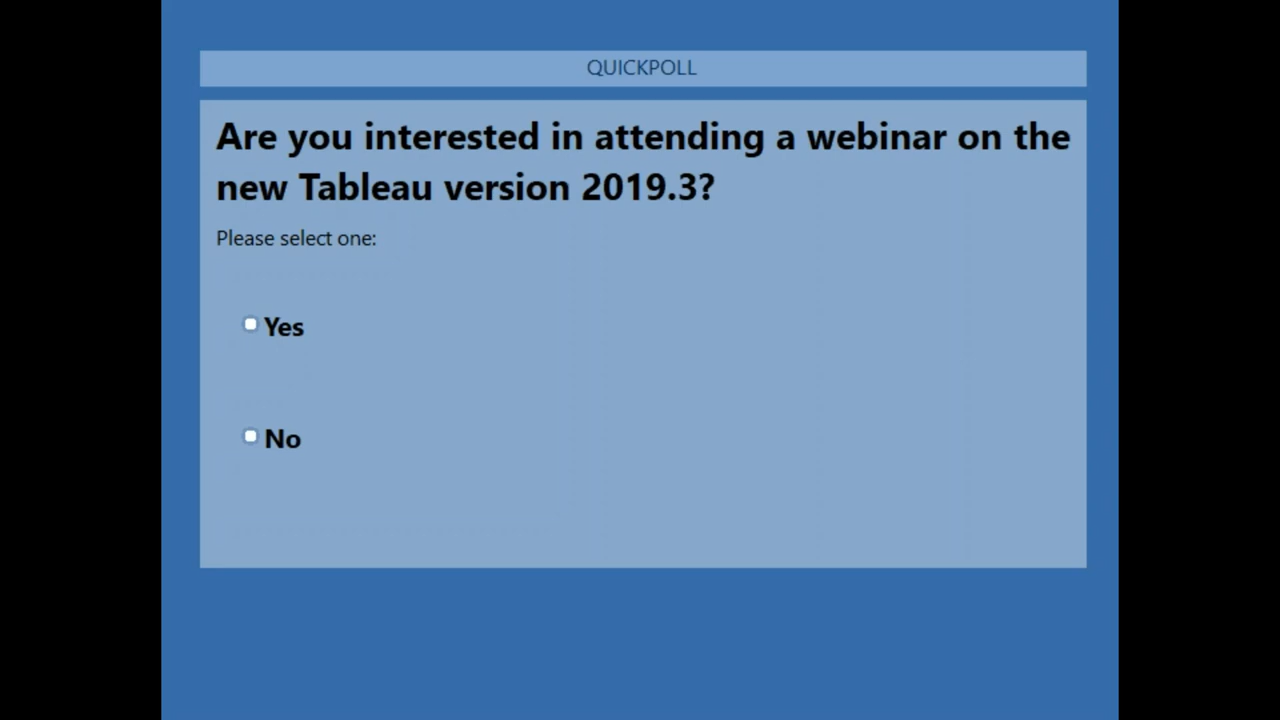 QUICKPOLL
Are you interested in attending a webinar on the
new Tableau version 2019.3?
Please select one:
Yes
No